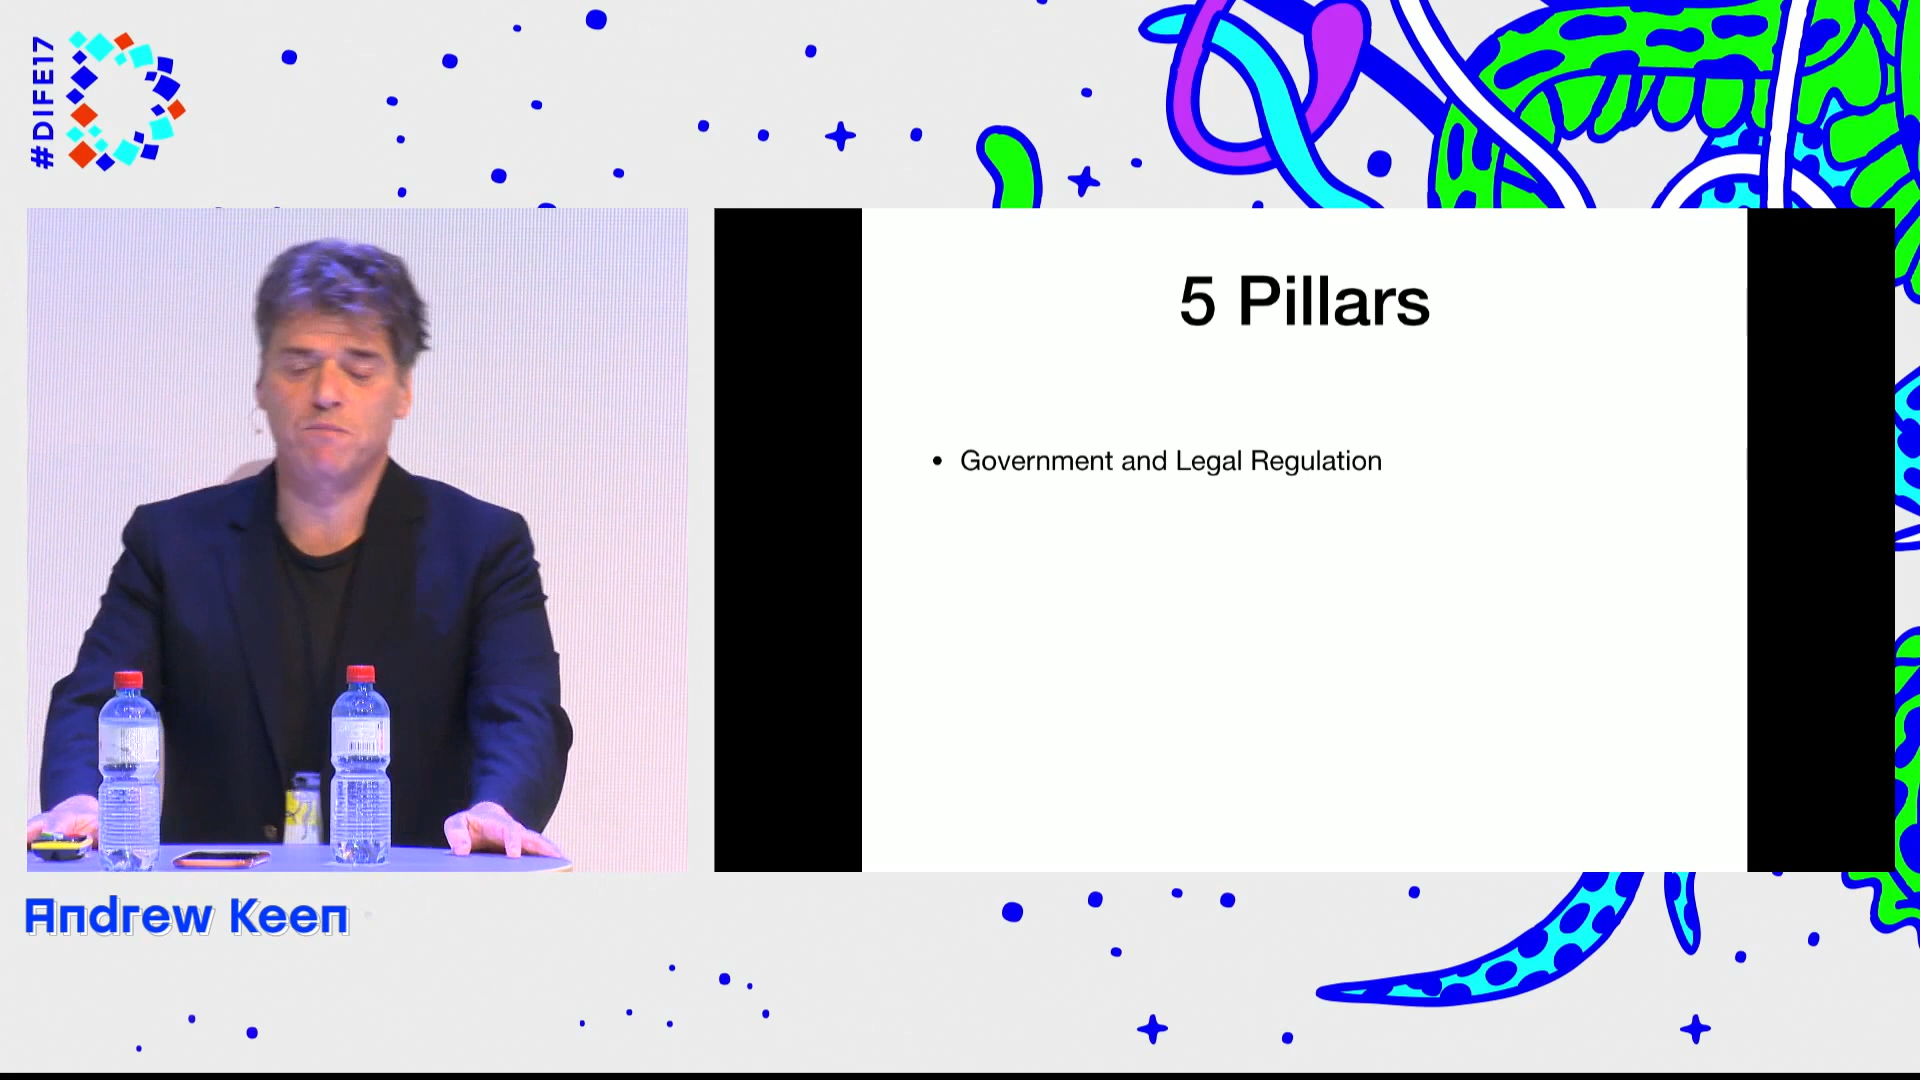 #DIFE17
5 Pillars
• Government and Legal Regulation
Andrew Keen